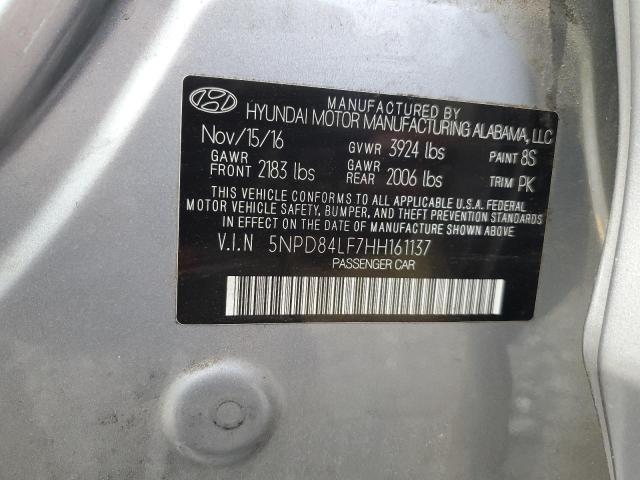 MANUFACTURED BY
HYUNDAI MOTOR MANUFACTURING ALABAMA, LLC
Nov/15/16 GVWR 3924 lbs PAINT 8S
GAWR FRONT 2183 lbs GAWR REAR 2006 lbs TRIM PK
THIS VEHICLE CONFORMS TO ALL APPLICABLE U.S.A. FEDERAL
MOTOR VEHICLE SAFETY, BUMPER, AND THEFT PREVENTION STANDARDS
IN EFFECT ON THE DATE OF MANUFACTURE SHOWN ABOVE.
V.I.N 5NPD84LF7HH161137
PASSENGER CAR